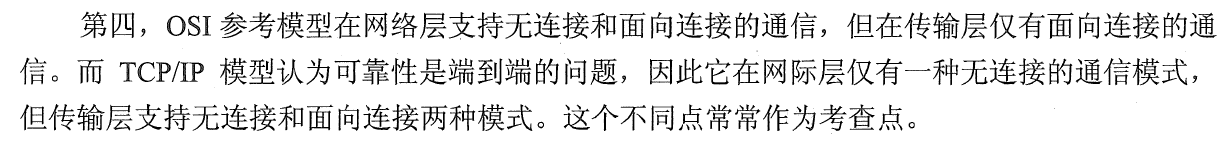 第四，OSI 参考模型在网络层支持无连接和面向连接的通信，但在传输层仅有面向连接的通
信。而 TCP/IP 模型认为可靠性是端到端的问题，因此它在网际层仅有一种无连接的通信模式，
但传输层支持无连接和面向连接两种模式。这个不同点常常作为考查点。